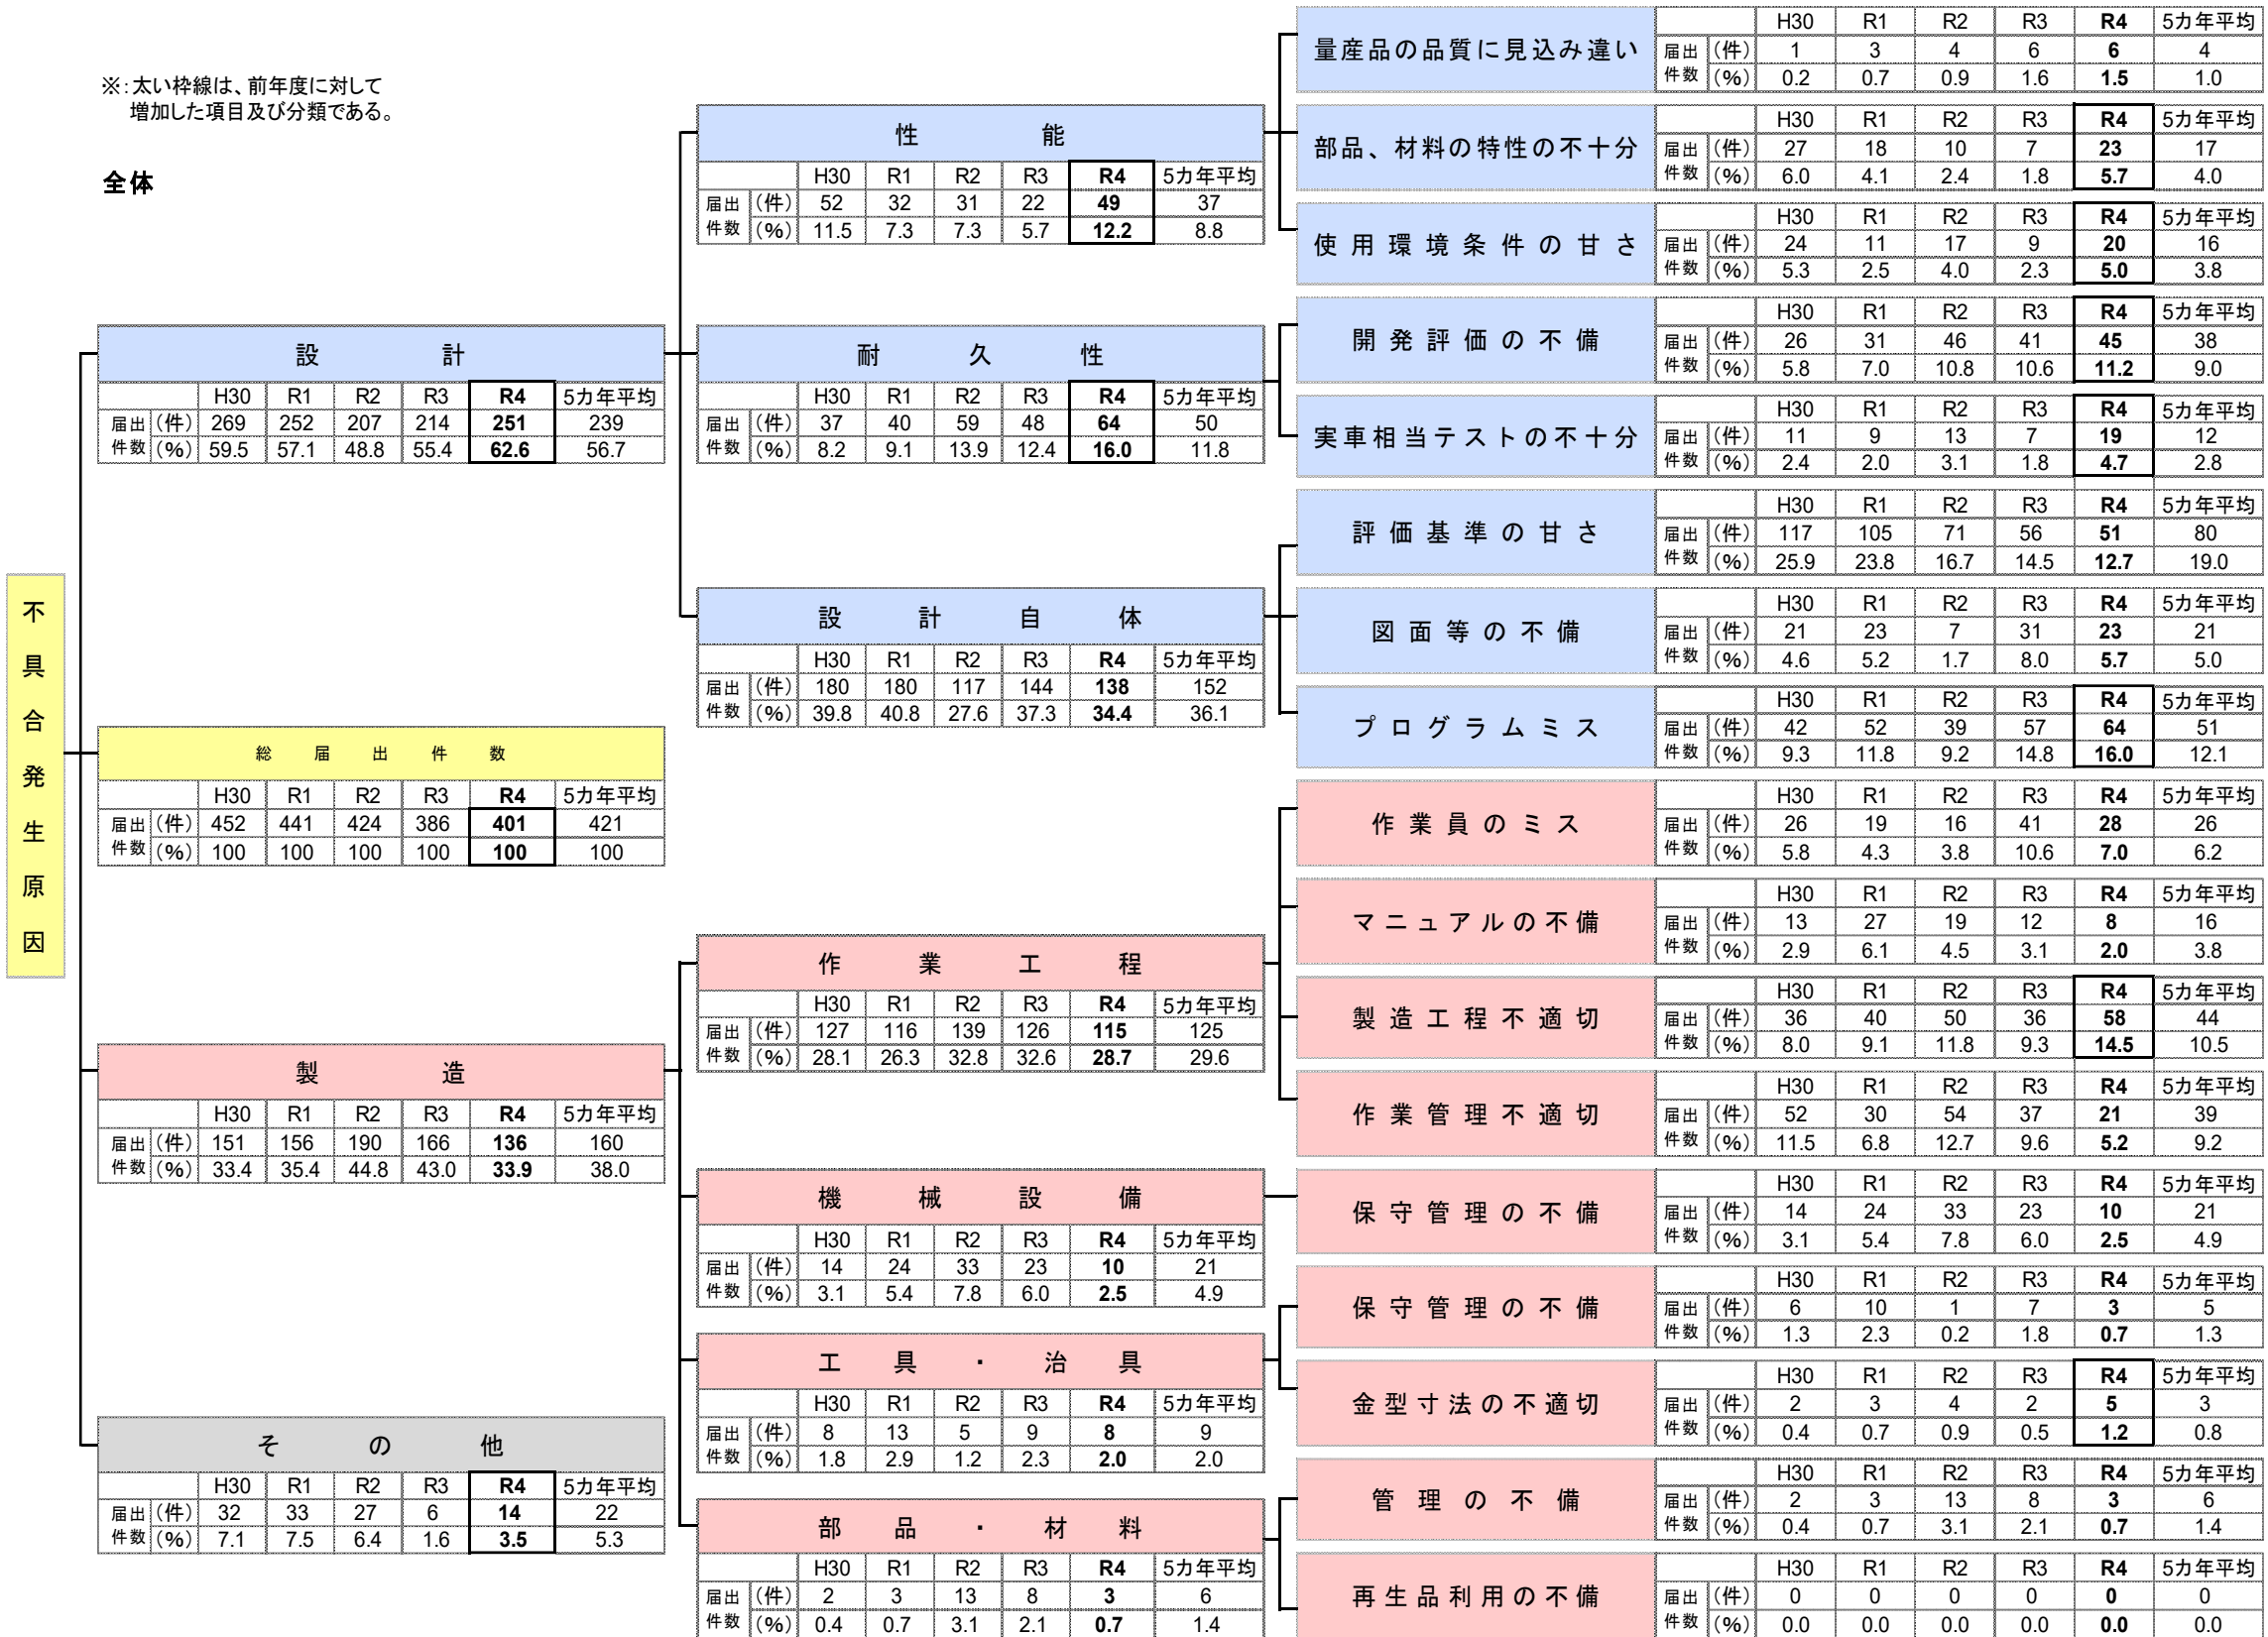 ※：太い枠線は、前年度に対して
増加した項目及び分類である。
全体
不具合発生原因
設計
H30 R1 R2 R3 R4 5カ年平均
届出件数 （件） 269 252 207 214 251 239
（%） 59.5 57.1 48.8 55.4 62.6 56.7
総届出件数
H30 R1 R2 R3 R4 5カ年平均
届出件数 （件） 452 441 424 386 401 421
（%） 100 100 100 100 100 100
製造
H30 R1 R2 R3 R4 5カ年平均
届出件数 （件） 151 156 190 166 136 160
（%） 33.4 35.4 44.8 43.0 33.9 38.0
その他
H30 R1 R2 R3 R4 5カ年平均
届出件数 （件） 32 33 27 6 14 22
（%） 7.1 7.5 6.4 1.6 3.5 5.3
性能
H30 R1 R2 R3 R4 5カ年平均
届出件数 （件） 52 32 31 22 49 37
（%） 11.5 7.3 7.3 5.7 12.2 8.8
耐久性
H30 R1 R2 R3 R4 5カ年平均
届出件数 （件） 37 40 59 48 64 50
（%） 8.2 9.1 13.9 12.4 16.0 11.8
設計自体
H30 R1 R2 R3 R4 5カ年平均
届出件数 （件） 180 180 117 144 138 152
（%） 39.8 40.8 27.6 37.3 34.4 36.1
作業工程
H30 R1 R2 R3 R4 5カ年平均
届出件数 （件） 127 116 139 126 115 125
（%） 28.1 26.3 32.8 32.6 28.7 29.6
機械設備
H30 R1 R2 R3 R4 5カ年平均
届出件数 （件） 14 24 33 23 10 21
（%） 3.1 5.4 7.8 6.0 2.5 4.9
工具・治具
H30 R1 R2 R3 R4 5カ年平均
届出件数 （件） 8 13 5 9 8 9
（%） 1.8 2.9 1.2 2.3 2.0 2.0
部品・材料
H30 R1 R2 R3 R4 5カ年平均
届出件数 （件） 2 3 13 8 3 6
（%） 0.4 0.7 3.1 2.1 0.7 1.4
量産品の品質に見込み違い
H30 R1 R2 R3 R4 5カ年平均
届出件数 （件） 1 3 4 6 6 4
（%） 0.2 0.7 0.9 1.6 1.5 1.0
部品、材料の特性の不十分
H30 R1 R2 R3 R4 5カ年平均
届出件数 （件） 27 18 10 7 23 17
（%） 6.0 4.1 2.4 1.8 5.7 4.0
使用環境条件の甘さ
H30 R1 R2 R3 R4 5カ年平均
届出件数 （件） 24 11 17 9 20 16
（%） 5.3 2.5 4.0 2.3 5.0 3.8
開発評価の不備
H30 R1 R2 R3 R4 5カ年平均
届出件数 （件） 26 31 46 41 45 38
（%） 5.8 7.0 10.8 10.6 11.2 9.0
実車相当テストの不十分
H30 R1 R2 R3 R4 5カ年平均
届出件数 （件） 11 9 13 7 19 12
（%） 2.4 2.0 3.1 1.8 4.7 2.8
評価基準の甘さ
H30 R1 R2 R3 R4 5カ年平均
届出件数 （件） 117 105 71 56 51 80
（%） 25.9 23.8 16.7 14.5 12.7 19.0
図面等の不備
H30 R1 R2 R3 R4 5カ年平均
届出件数 （件） 21 23 7 31 23 21
（%） 4.6 5.2 1.7 8.0 5.7 5.0
プログラムミス
H30 R1 R2 R3 R4 5カ年平均
届出件数 （件） 42 52 39 57 64 51
（%） 9.3 11.8 9.2 14.8 16.0 12.1
作業員のミス
H30 R1 R2 R3 R4 5カ年平均
届出件数 （件） 26 19 16 41 28 26
（%） 5.8 4.3 3.8 10.6 7.0 6.2
マニュアルの不備
H30 R1 R2 R3 R4 5カ年平均
届出件数 （件） 13 27 19 12 8 16
（%） 2.9 6.1 4.5 3.1 2.0 3.8
製造工程不適切
H30 R1 R2 R3 R4 5カ年平均
届出件数 （件） 36 40 50 36 58 44
（%） 8.0 9.1 11.8 9.3 14.5 10.5
作業管理不適切
H30 R1 R2 R3 R4 5カ年平均
届出件数 （件） 52 30 54 37 21 39
（%） 11.5 6.8 12.7 9.6 5.2 9.2
保守管理の不備
H30 R1 R2 R3 R4 5カ年平均
届出件数 （件） 14 24 33 23 10 21
（%） 3.1 5.4 7.8 6.0 2.5 4.9
保守管理の不備
H30 R1 R2 R3 R4 5カ年平均
届出件数 （件） 6 10 1 7 3 5
（%） 1.3 2.3 0.2 1.8 0.7 1.3
金型寸法の不適切
H30 R1 R2 R3 R4 5カ年平均
届出件数 （件） 2 3 4 2 5 3
（%） 0.4 0.7 0.9 0.5 1.2 0.8
管理の不備
H30 R1 R2 R3 R4 5カ年平均
届出件数 （件） 2 3 13 8 3 6
（%） 0.4 0.7 3.1 2.1 0.7 1.4
再生品利用の不備
H30 R1 R2 R3 R4 5カ年平均
届出件数 （件） 0 0 0 0 0 0
（%） 0.0 0.0 0.0 0.0 0.0 0.0